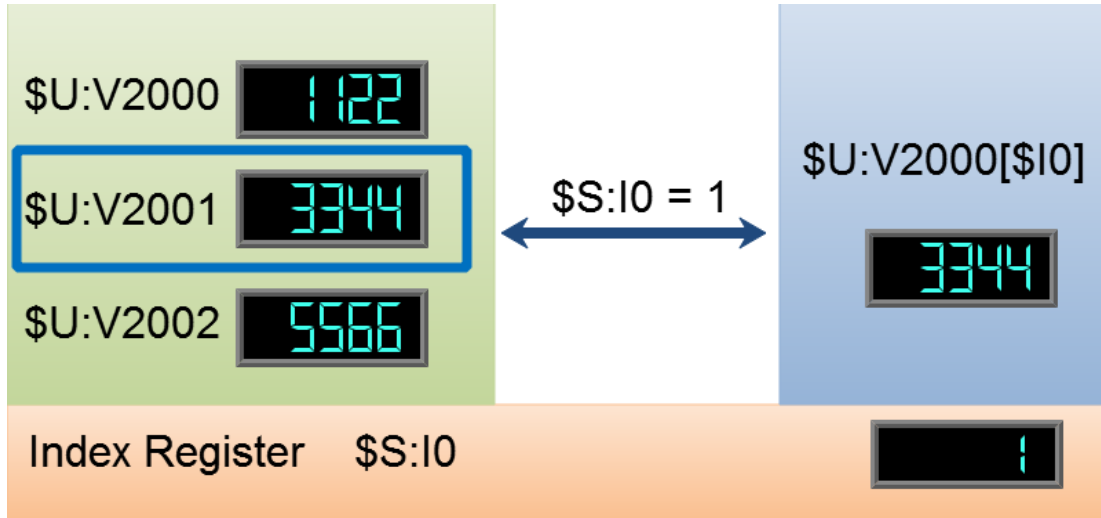 $U:V2000 1122
$U:V2001 3344
$U:V2002 5566
$S:I0 = 1
$U:V2000[$I0]
3344
Index Register $S:I0 1